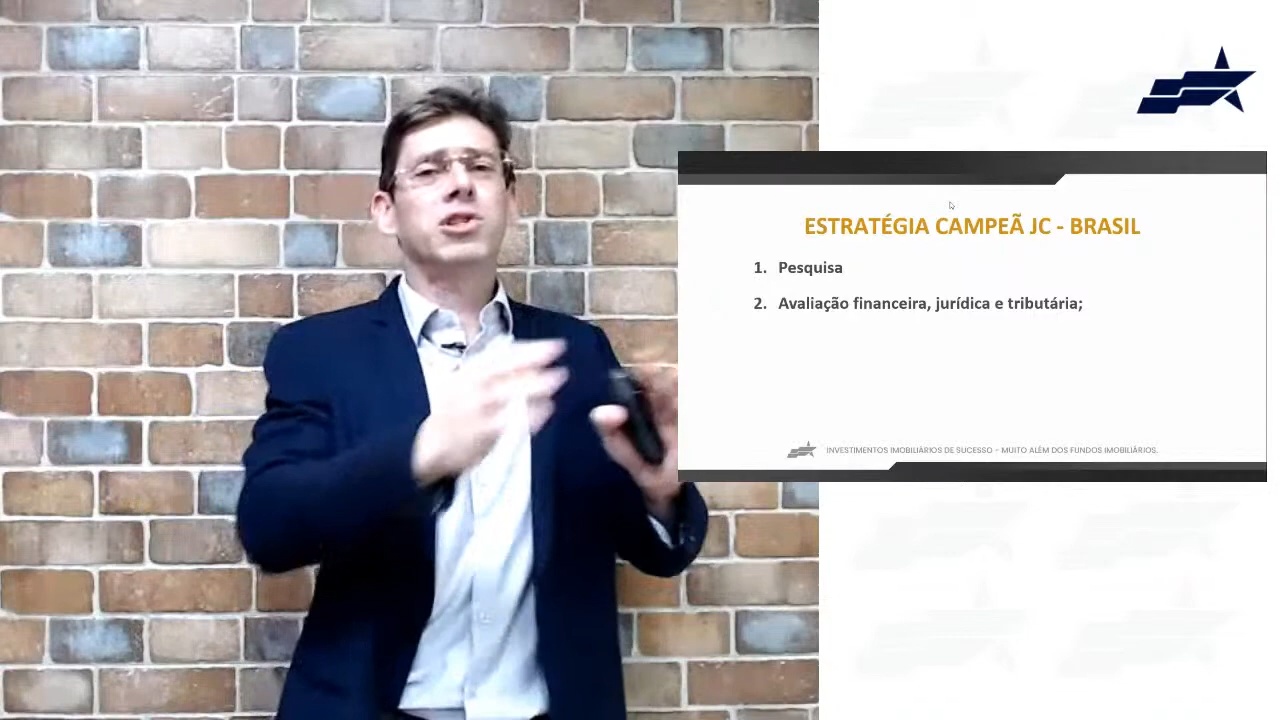 ESTRATÉGIA CAMPEÃ JC - BRASIL
1. Pesquisa
2. Avaliação financeira, jurídica e tributária;
INVESTIMENTOS IMOBILIÁRIOS DE SUCESSO - MUITO ALÉM DOS FUNDOS IMOBILIÁRIOS.